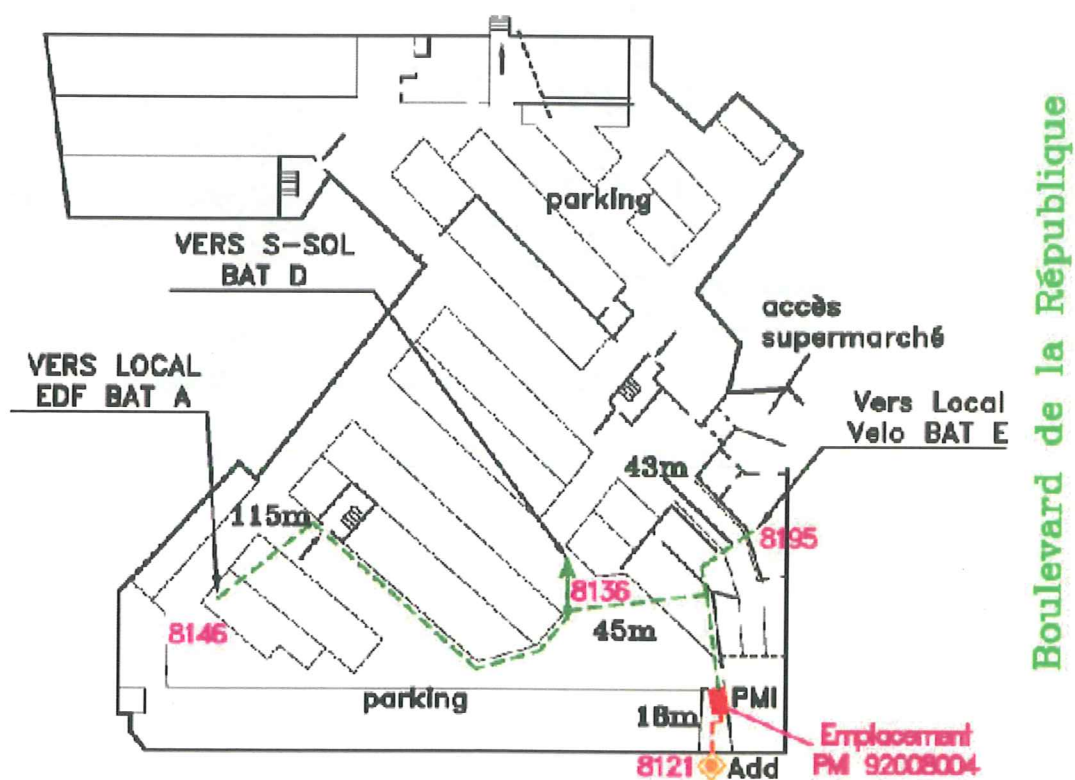 parking
VERS S-SOL
BAT D
accès
supermarché
VERS LOCAL
EDF BAT A
Vers Local
Velo BAT E
43m
115m
8195
8136
8146
45m
parking
PMI
18m
Emplacement
PM 92008004
8121
Add
Boulevard de la République